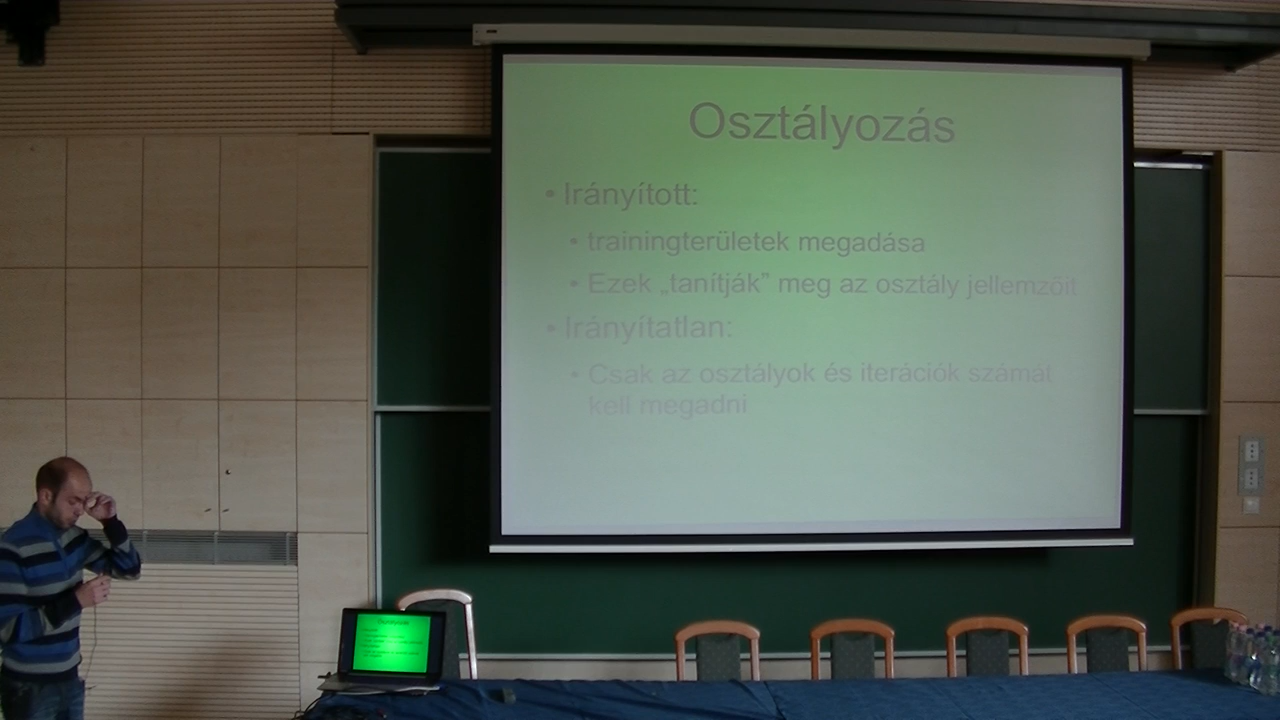 Osztályozás
• Irányított:
• trainingterületek megadása
• Ezek „tanítják” meg az osztály jellemzőit
• Irányítatlan:
• Csak az osztályok és iterációk számát
kell megadni